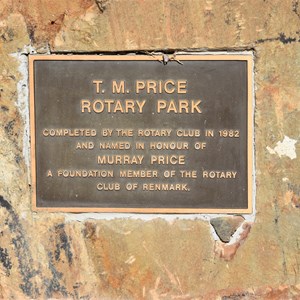 T. M. PRICE
ROTARY PARK
COMPLETED BY THE ROTARY CLUB IN 1982
AND NAMED IN HONOUR OF
MURRAY PRICE
A FOUNDATION MEMBER OF THE ROTARY
CLUB OF RENMARK.